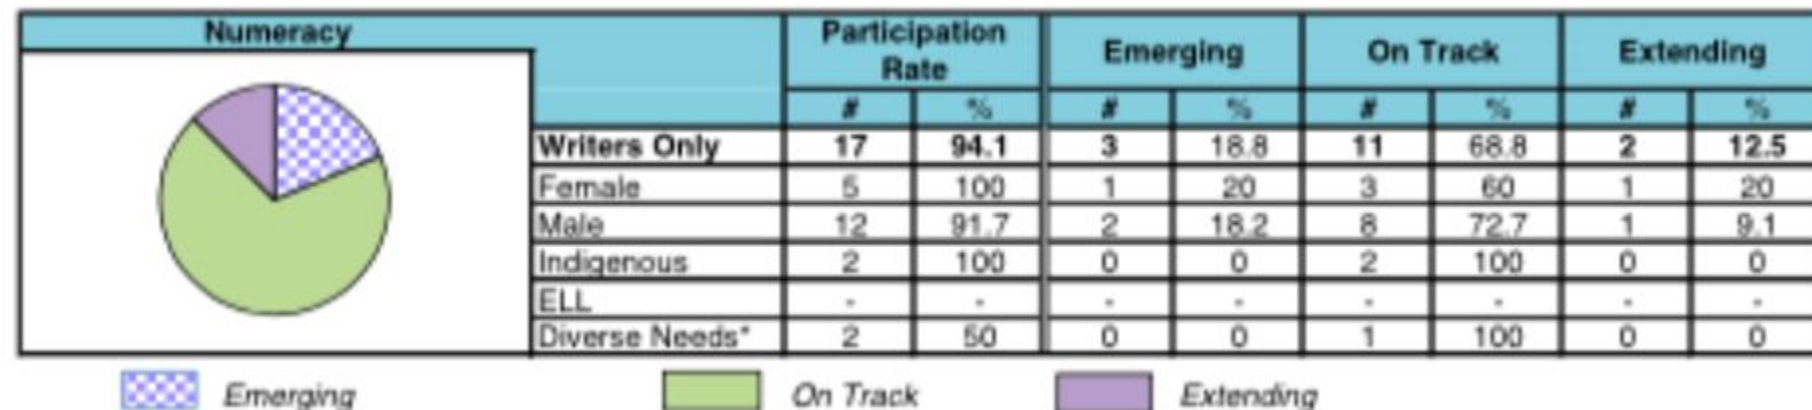 Numeracy Participation Rate Emerging On Track Extending
# % # % # % # %
Writers Only 17 94.1 3 18.8 11 68.8 2 12.5
Female 5 100 1 20 3 60 1 20
Male 12 91.7 2 18.2 8 72.7 1 9.1
Indigenous 2 100 0 0 2 100 0 0
ELL - - - - - - - -
Diverse Needs* 2 50 0 0 1 100 0 0
Emerging On Track Extending